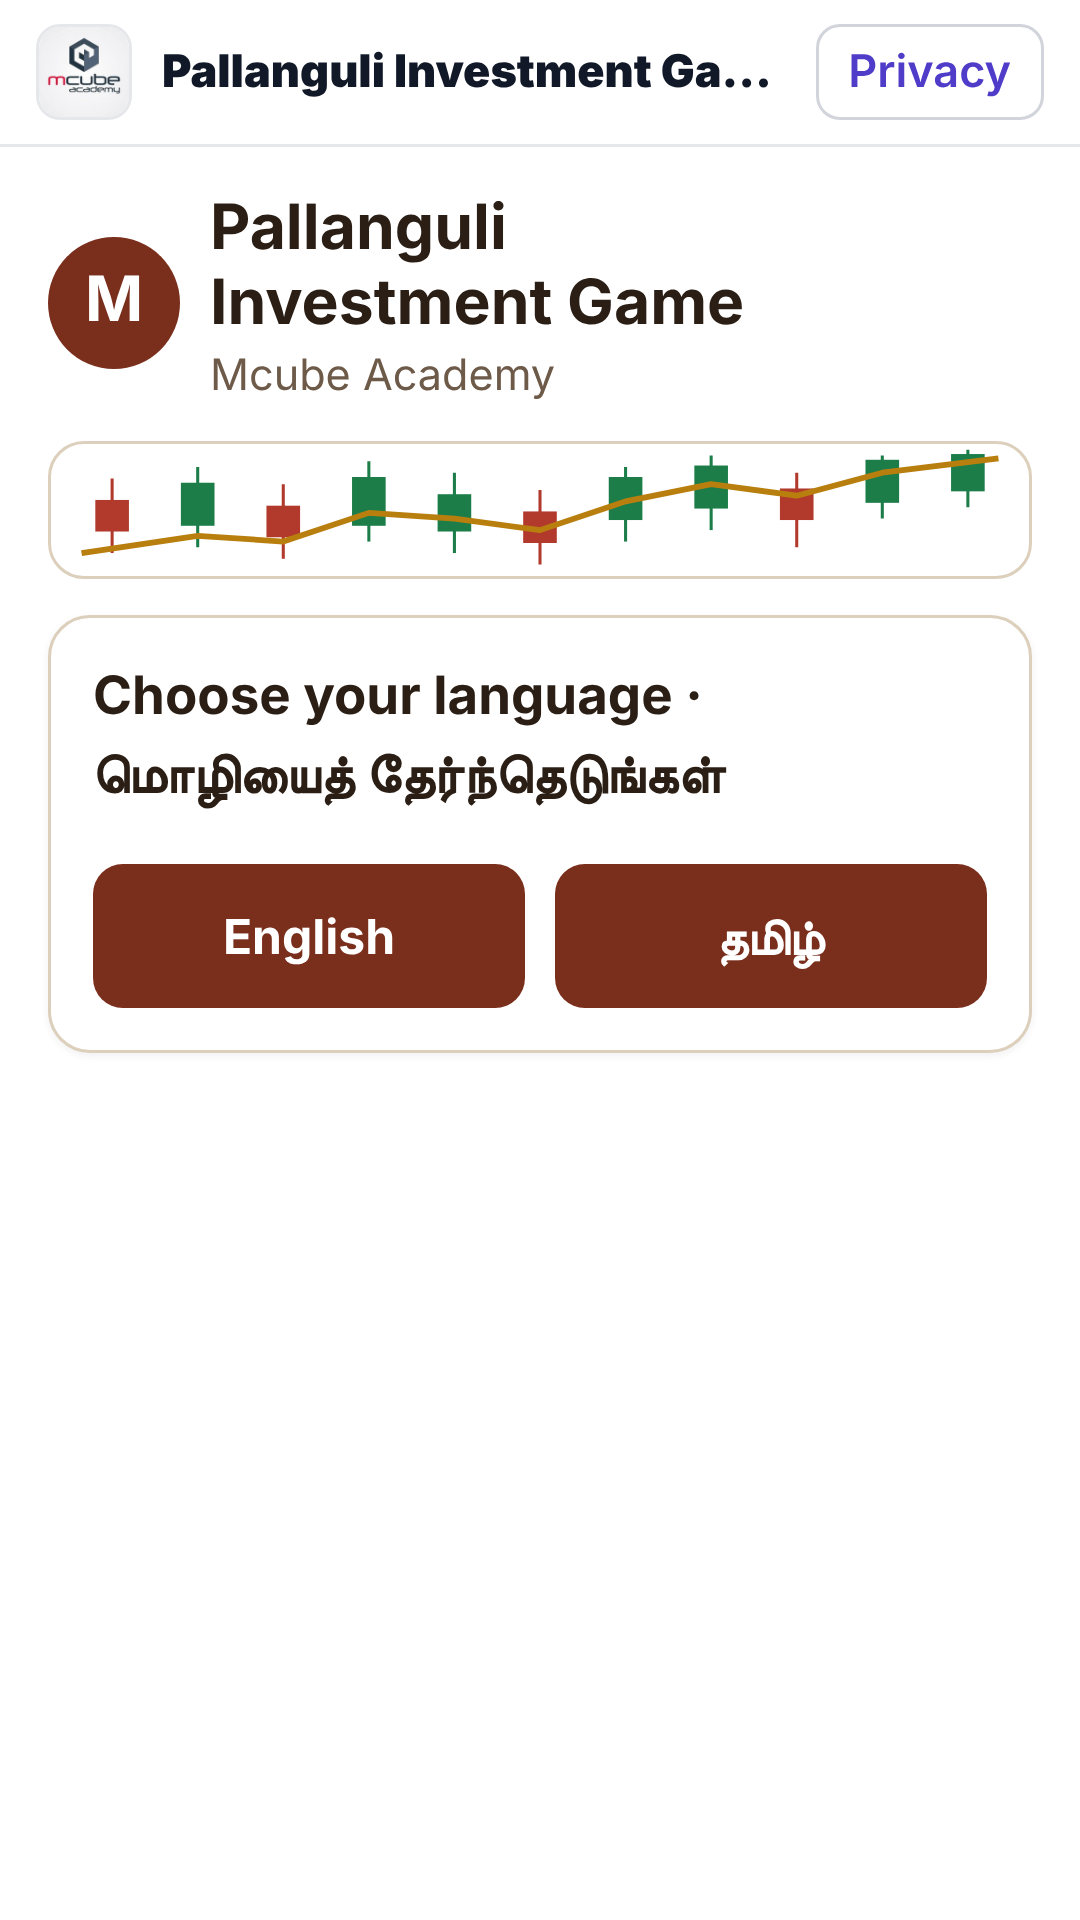 mcube
academy
Pallanguli Investment Ga...
Privacy
M
Pallanguli
Investment Game
Mcube Academy
Choose your language ·
மொழியைத் தேர்ந்தெடுங்கள்
English
தமிழ்